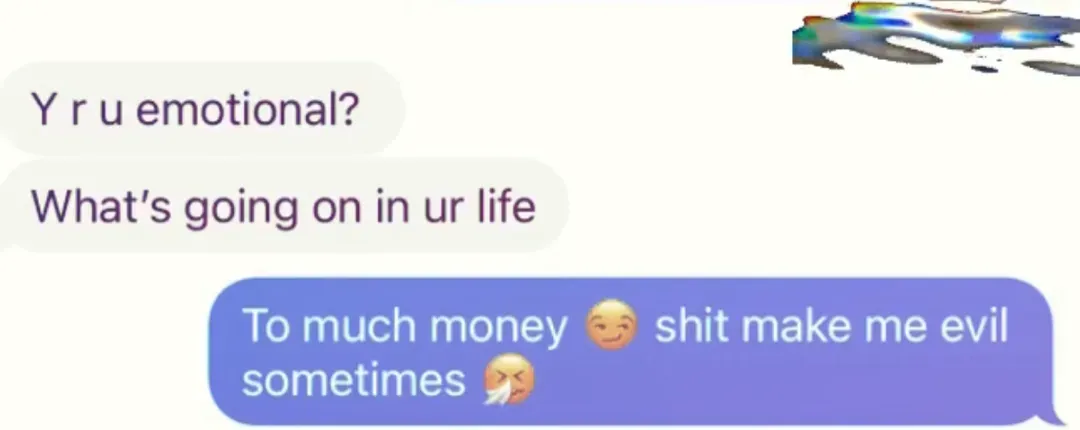 Y r u emotional?
What's going on in ur life
To much money 😏 shit make me evil
sometimes 🤧